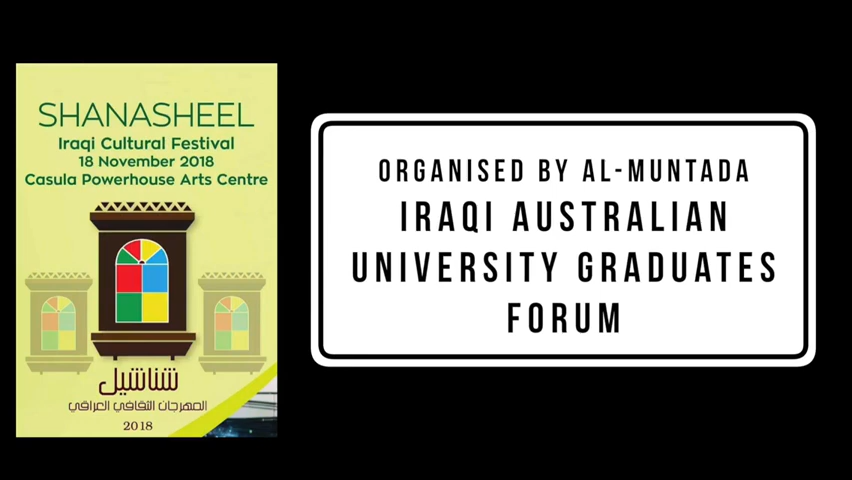 SHANASHEEL
Iraqi Cultural Festival
18 November 2018
Casula Powerhouse Arts Centre
شناشيل
المهرجان الثقافي العراقي
2018
ORGANISED BY AL-MUNTADA
IRAQI AUSTRALIAN
UNIVERSITY GRADUATES
FORUM